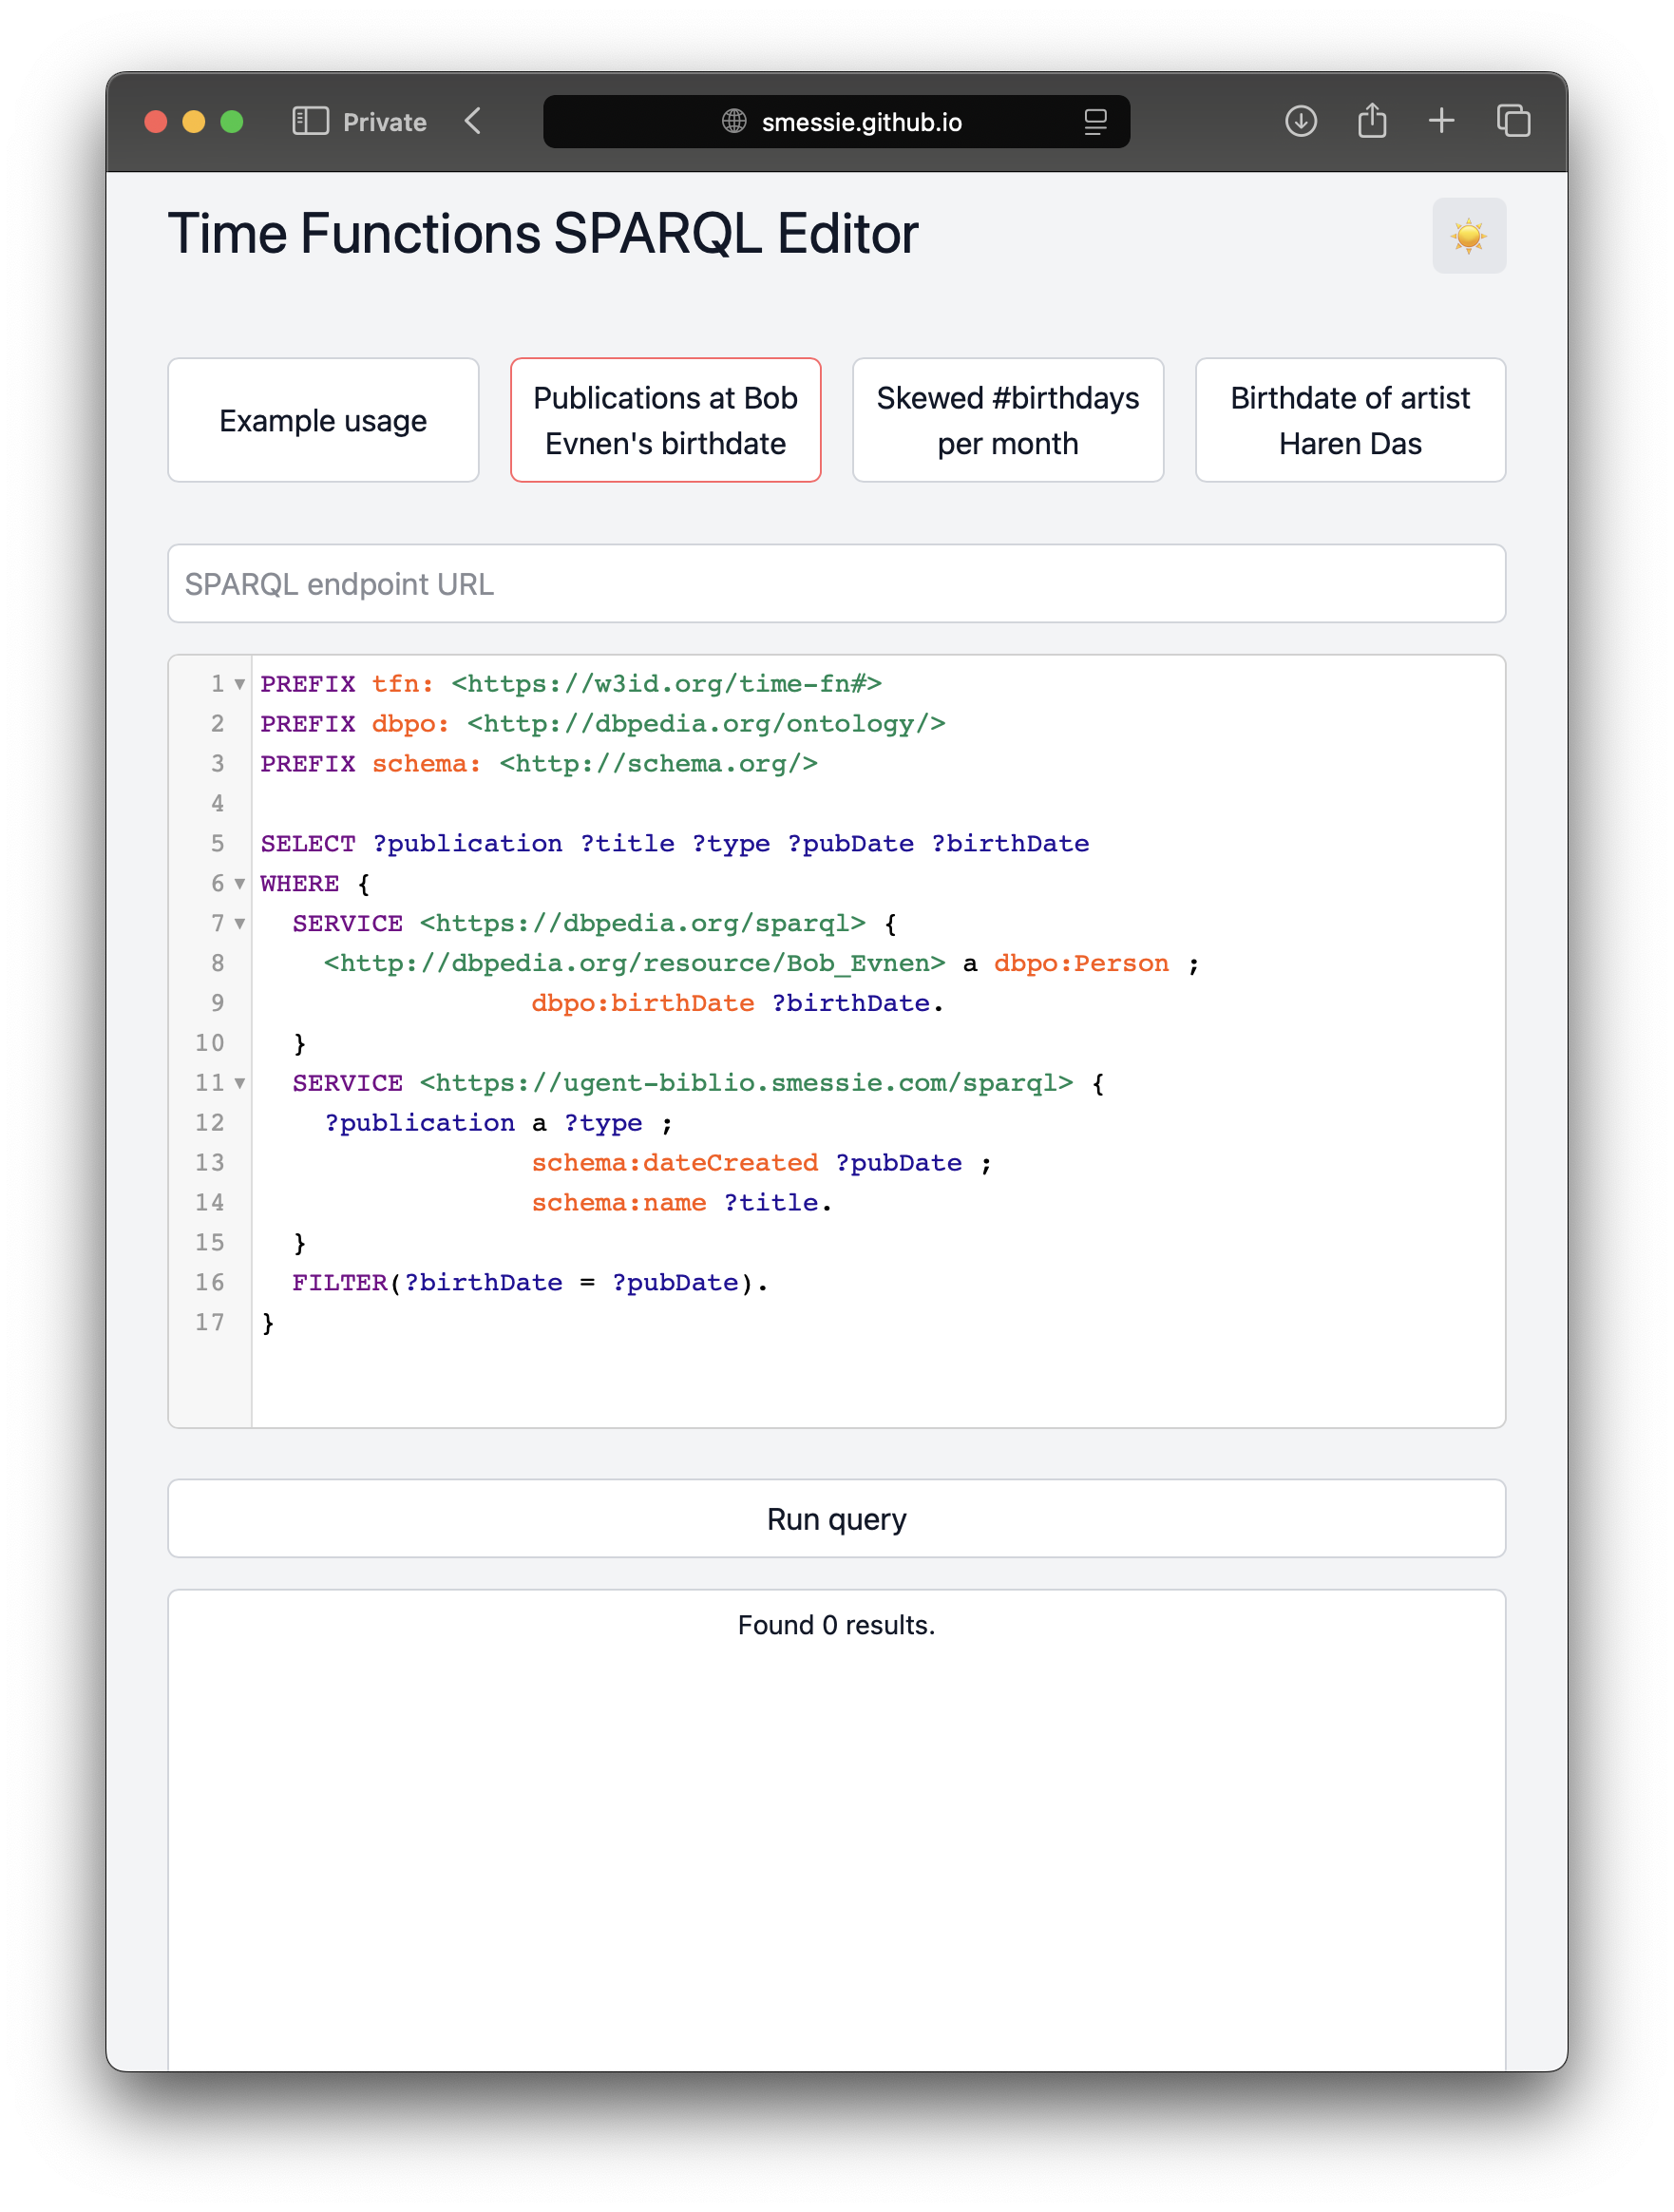 Private
smessie.github.io
Time Functions SPARQL Editor
Example usage
Publications at Bob
Evnen's birthdate
Skewed #birthdays
per month
Birthdate of artist
Haren Das
SPARQL endpoint URL
1 PREFIX tfn: <https://w3id.org/time-fn#>
2 PREFIX dbpo: <http://dbpedia.org/ontology/>
3 PREFIX schema: <http://schema.org/>
4
5 SELECT ?publication ?title ?type ?pubDate ?birthDate
6 WHERE {
7   SERVICE <https://dbpedia.org/sparql> {
8     <http://dbpedia.org/resource/Bob_Evnen> a dbpo:Person ;
9                  dbpo:birthDate ?birthDate.
10   }
11   SERVICE <https://ugent-biblio.smessie.com/sparql> {
12     ?publication a ?type ;
13                  schema:dateCreated ?pubDate ;
14                  schema:name ?title.
15   }
16   FILTER(?birthDate = ?pubDate).
17 }
Run query
Found 0 results.